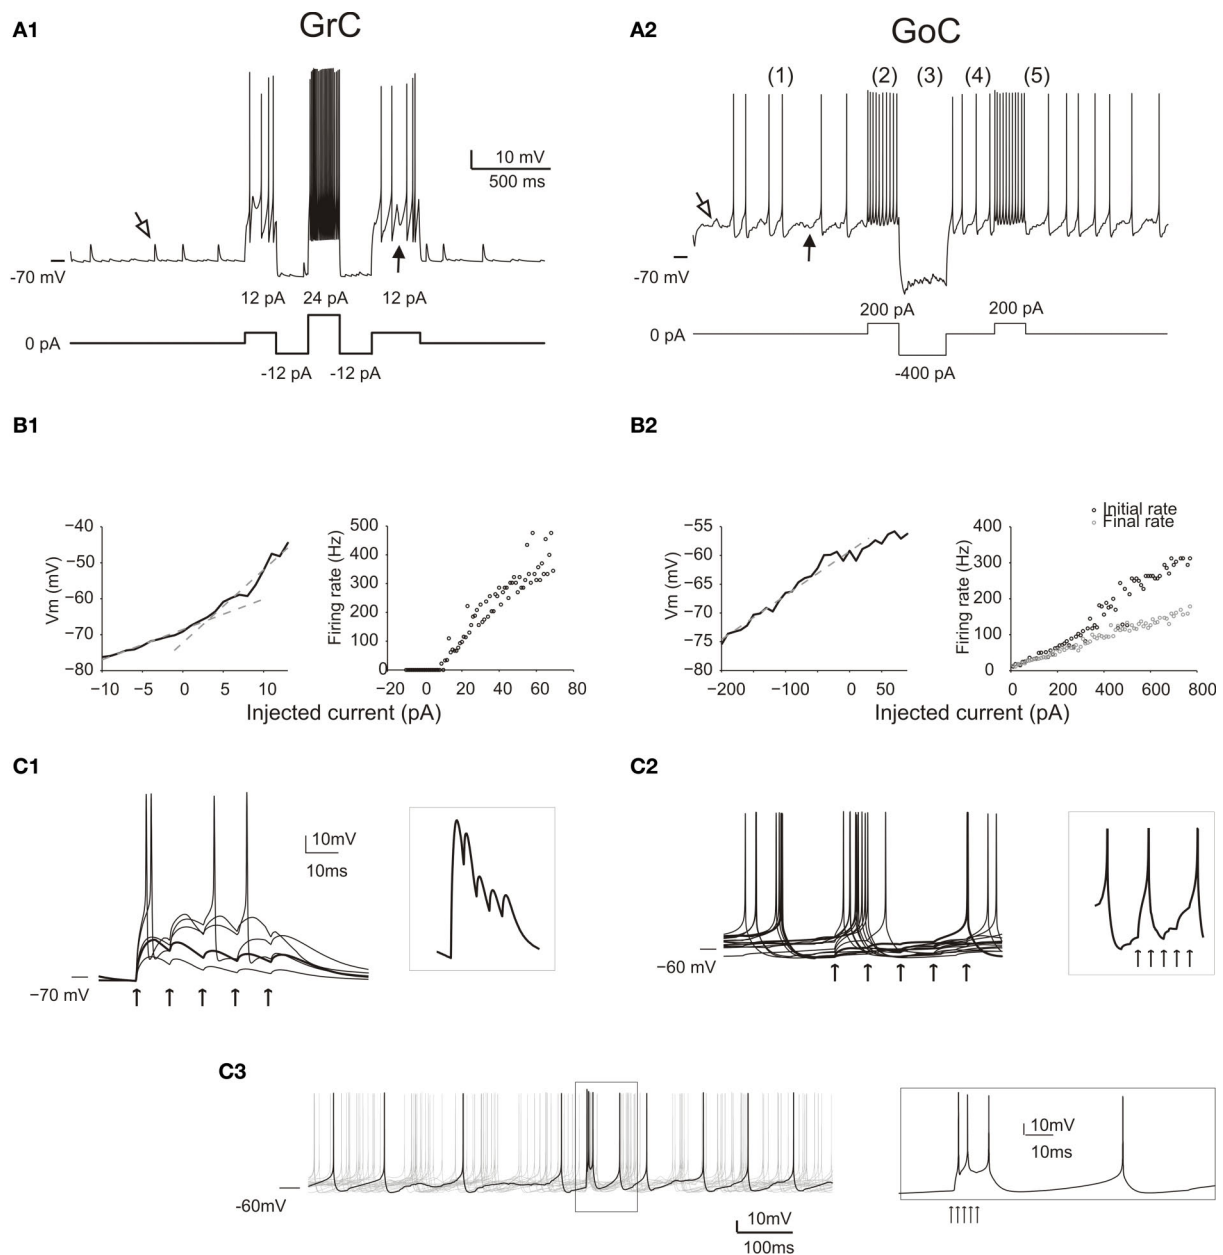 A1
GrC
10 mV
500 ms
-70 mV
12 pA
24 pA
12 pA
0 pA
-12 pA
-12 pA
A2
GoC
(1)
(2)
(3)
(4)
(5)
-70 mV
200 pA
200 pA
0 pA
-400 pA
B1
−40
−50
−60
−70
−80
Vm (mV)
−10
−5
0
5
10
500
400
300
200
100
0
Firing rate (Hz)
−20
0
20
40
60
80
Injected current (pA)
B2
−55
−60
−65
−70
−75
−80
Vm (mV)
−200
−100
0
50
Initial rate
Final rate
400
300
200
100
0
Firing rate (Hz)
0
200
400
600
800
Injected current (pA)
C1
10mV
10ms
−70 mV
C2
−60 mV
C3
-60mV
10mV
100ms
10mV
10ms